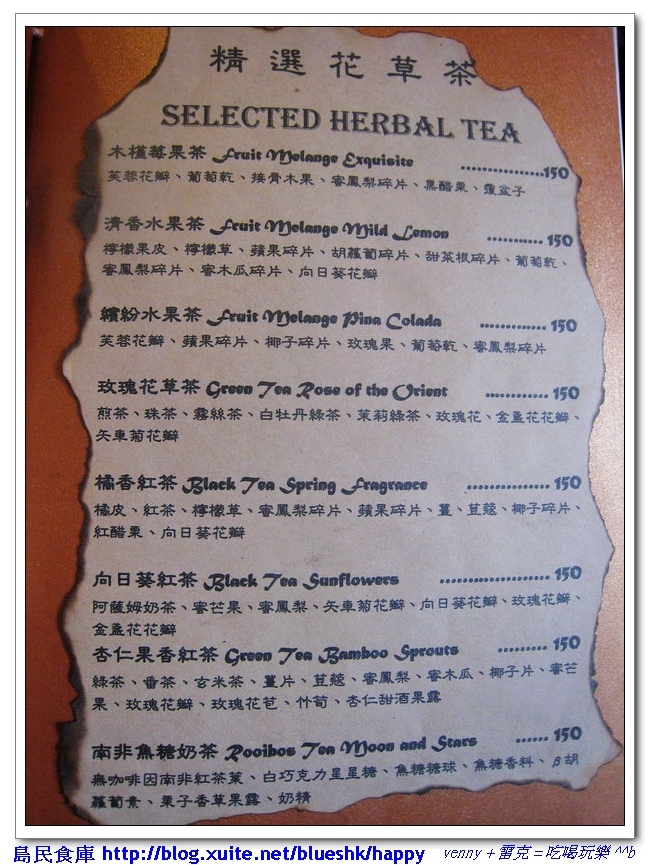 精選花草茶
SELECTED HERBAL TEA
木槿莓果茶 Fruit Melange Exquisite ..................150
芙蓉花瓣、葡萄乾、接骨木果、蜜鳳梨碎片、黑醋栗、覆盆子
清香水果茶 Fruit Melange Mild Lemon ............ 150
檸檬果皮、檸檬草、蘋果碎片、胡蘿蔔碎片、甜菜根碎片、葡萄乾、
蜜鳳梨碎片、蜜木瓜碎片、向日葵花瓣
繽紛水果茶 Fruit Melange Pina Colada .............. 150
芙蓉花瓣、蘋果碎片、椰子碎片、玫瑰果、葡萄乾、蜜鳳梨碎片
玫瑰花草茶 Green Tea Rose of the Orient ............. 150
煎茶、珠茶、霧絲茶、白牡丹綠茶、茉莉綠茶、玫瑰花、金盞花花瓣、
矢車菊花瓣
橘香紅茶 Black Tea Spring Fragrance ................. 150
橘皮、紅茶、檸檬草、蜜鳳梨碎片、蘋果碎片、薑、荳蔻、椰子碎片、
紅醋栗、向日葵花瓣
向日葵紅茶 Black Tea Sunflowers ...................... 150
阿薩姆奶茶、蜜芒果、蜜鳳梨、矢車菊花瓣、向日葵花瓣、玫瑰花瓣、
金盞花花瓣
杏仁果香紅茶 Green Tea Bamboo Sprouts .......... 150
綠茶、番茶、玄米茶、薑片、荳蔻、蜜鳳梨、蜜木瓜、椰子片、蜜芒
果、玫瑰花瓣、玫瑰花苞、竹筍、杏仁甜酒果露
南非焦糖奶茶 Rooibos Tea Moon and Stars ...... 150
無咖啡因南非紅茶葉、白巧克力星星糖、焦糖糖球、焦糖香料、β胡
蘿蔔素、栗子香草果露、奶精
島民食庫 http://blog.xuite.net/blueshk/happy venny + 雷克 = 吃喝玩樂 ^^b